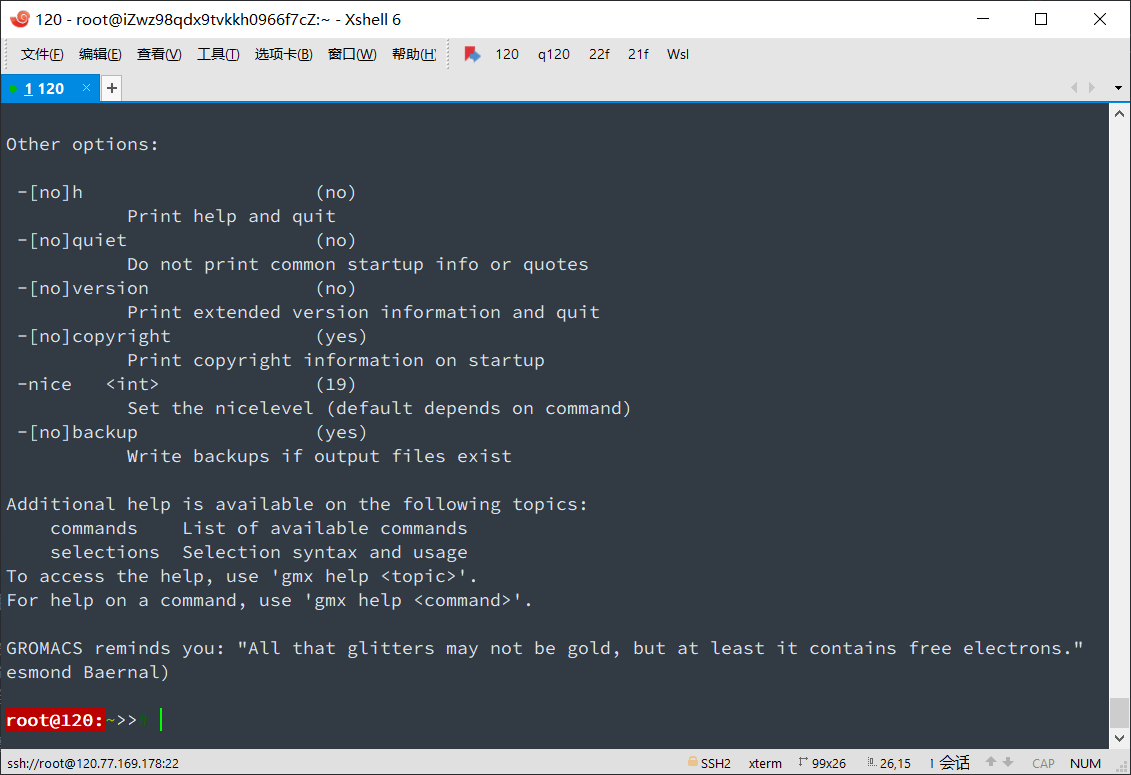 120 - root@iZwz98qdx9tvkkh0966f7cZ:~ - Xshell 6
文件(F) 编辑(E) 查看(V) 工具(T) 选项卡(B) 窗口(W) 帮助(H) 120 q120 22f 21f Wsl
1 120 × +
Other options:
-[no]h (no)
Print help and quit
-[no]quiet (no)
Do not print common startup info or quotes
-[no]version (no)
Print extended version information and quit
-[no]copyright (yes)
Print copyright information on startup
-nice <int> (19)
Set the nicelevel (default depends on command)
-[no]backup (yes)
Write backups if output files exist
Additional help is available on the following topics:
commands List of available commands
selections Selection syntax and usage
To access the help, use 'gmx help <topic>'.
For help on a command, use 'gmx help <command>'.
GROMACS reminds you: "All that glitters may not be gold, but at least it contains free electrons."
esmond Baernal)
root@120:~>>#
ssh://root@120.77.169.178:22 SSH2 xterm 99x26 26,15 1 会话 CAP NUM